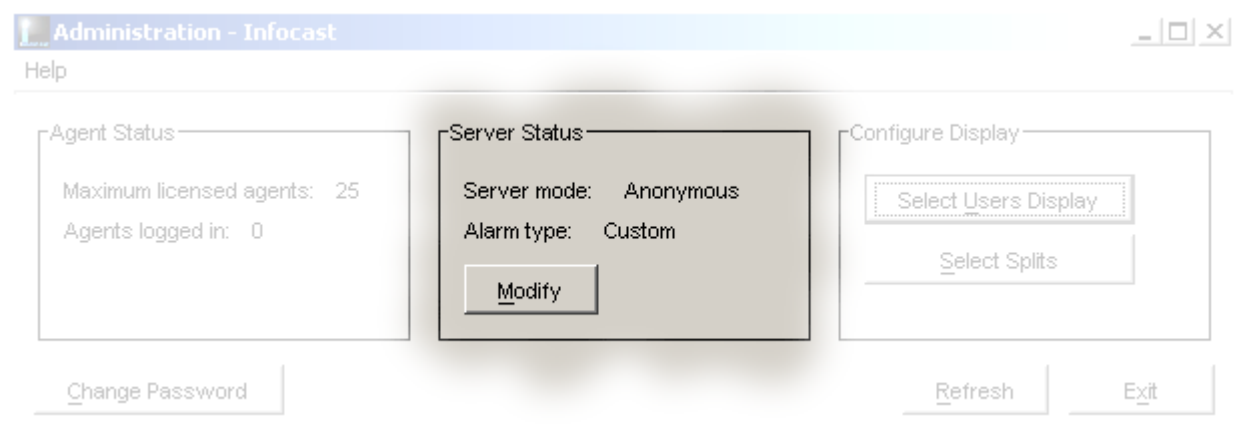 Administration - Infocast
Help
Agent Status
Maximum licensed agents: 25
Agents logged in: 0
Server Status
Server mode: Anonymous
Alarm type: Custom
Modify
Configure Display
Select Users Display
Select Splits
Change Password
Refresh
Exit